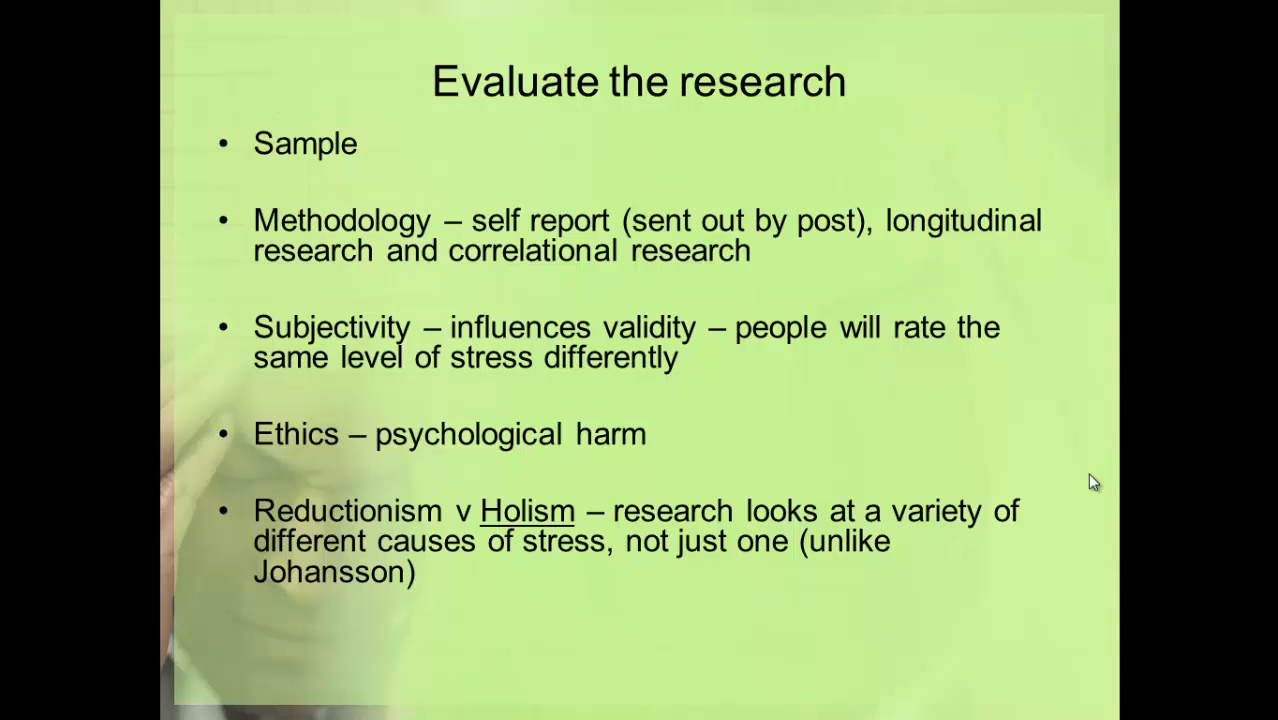 Evaluate the research
• Sample
• Methodology – self report (sent out by post), longitudinal
research and correlational research
• Subjectivity – influences validity – people will rate the
same level of stress differently
• Ethics – psychological harm
• Reductionism v Holism – research looks at a variety of
different causes of stress, not just one (unlike
Johansson)